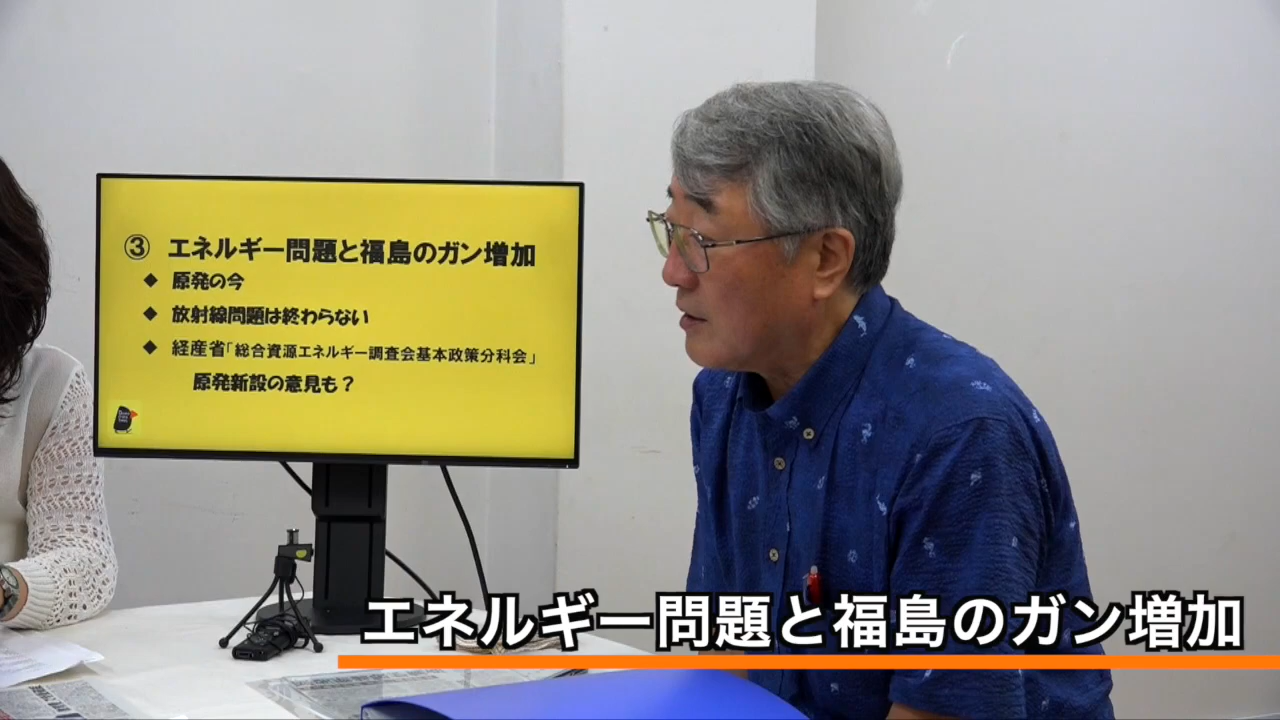 ③ エネルギー問題と福島のガン増加
◆ 原発の今
◆ 放射線問題は終わらない
◆ 経産省「総合資源エネルギー調査会基本政策分科会」
原発新設の意見も？
エネルギー問題と福島のガン増加